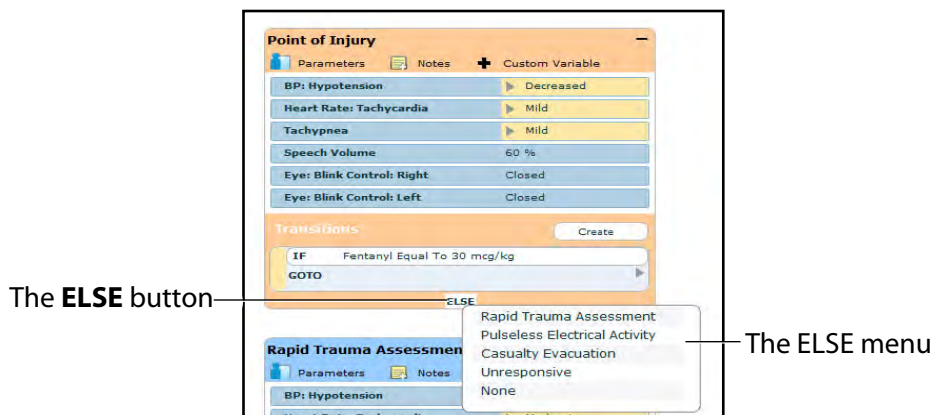 Point of Injury
Parameters Notes Custom Variable
BP: Hypotension Decreased
Heart Rate: Tachycardia Mild
Tachypnea Mild
Speech Volume 60 %
Eye: Blink Control: Right Closed
Eye: Blink Control: Left Closed
Transitions Create
IF Fentanyl Equal To 30 mcg/kg
GOTO
The ELSE button
ELSE
Rapid Trauma Assessment
Pulseless Electrical Activity
Casualty Evacuation
Unresponsive
None
The ELSE menu
Rapid Trauma Assessmen
Parameters Notes
BP: Hypotension